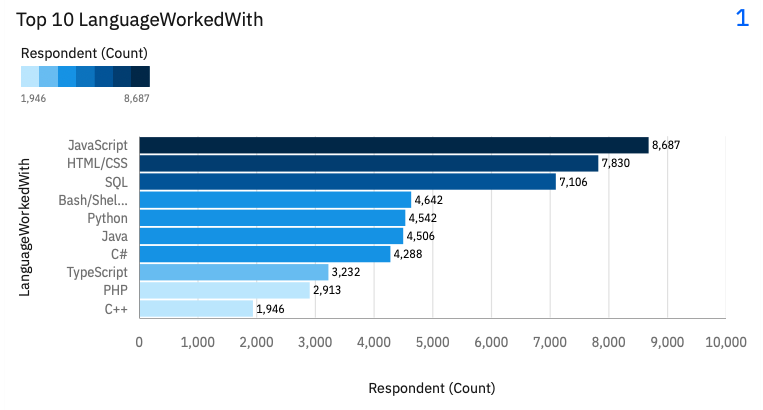 Top 10 LanguageWorkedWith
1
Respondent (Count)
1,946 8,687
LanguageWorkedWith
JavaScript 8,687
HTML/CSS 7,830
SQL 7,106
Bash/Shel... 4,642
Python 4,542
Java 4,506
C# 4,288
TypeScript 3,232
PHP 2,913
C++ 1,946
0 1,000 2,000 3,000 4,000 5,000 6,000 7,000 8,000 9,000 10,000
Respondent (Count)